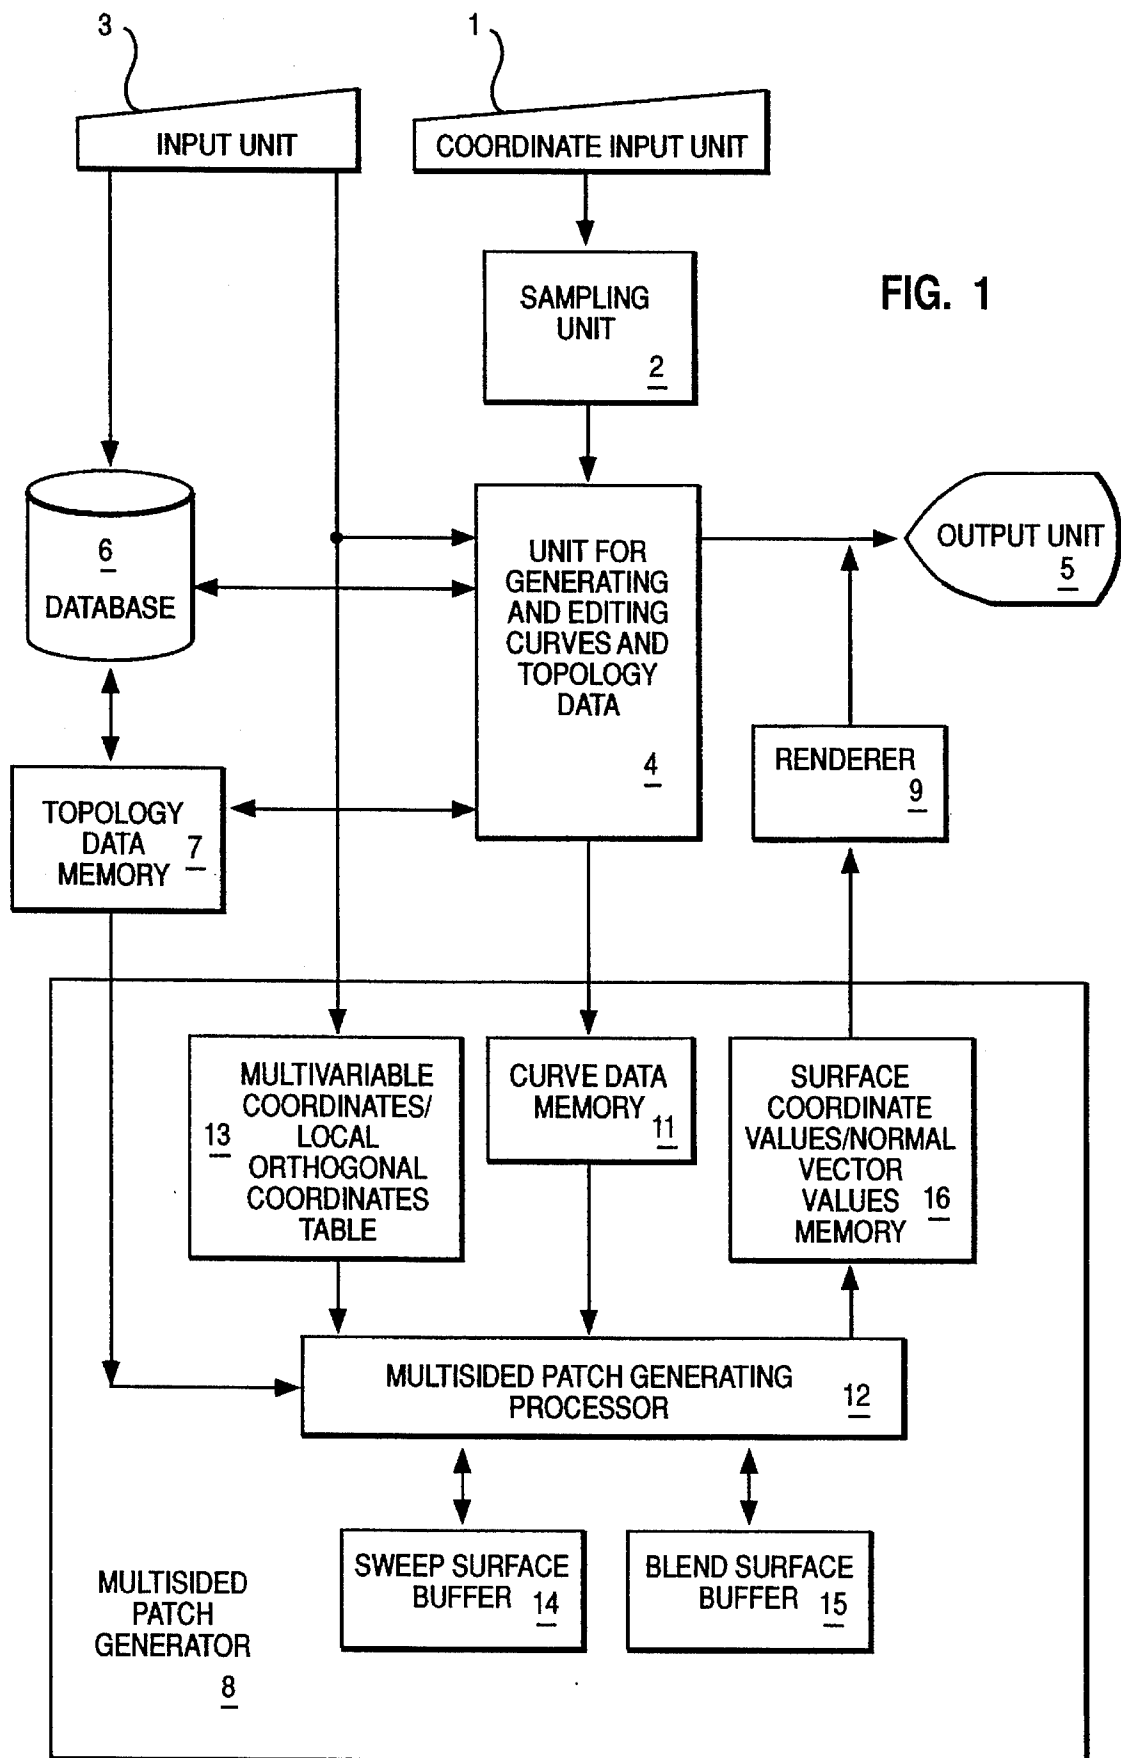 3
1
INPUT UNIT
COORDINATE INPUT UNIT
SAMPLING
UNIT
2
FIG. 1
6
DATABASE
UNIT FOR
GENERATING
AND EDITING
CURVES AND
TOPOLOGY
DATA
4
OUTPUT UNIT
5
RENDERER
9
TOPOLOGY
DATA
MEMORY
7
MULTIVARIABLE
COORDINATES/
LOCAL
ORTHOGONAL
COORDINATES
TABLE
13
CURVE DATA
MEMORY
11
SURFACE
COORDINATE
VALUES/NORMAL
VECTOR
VALUES
MEMORY
16
MULTISIDED PATCH GENERATING
PROCESSOR
12
SWEEP SURFACE
BUFFER
14
BLEND SURFACE
BUFFER
15
MULTISIDED
PATCH
GENERATOR
8